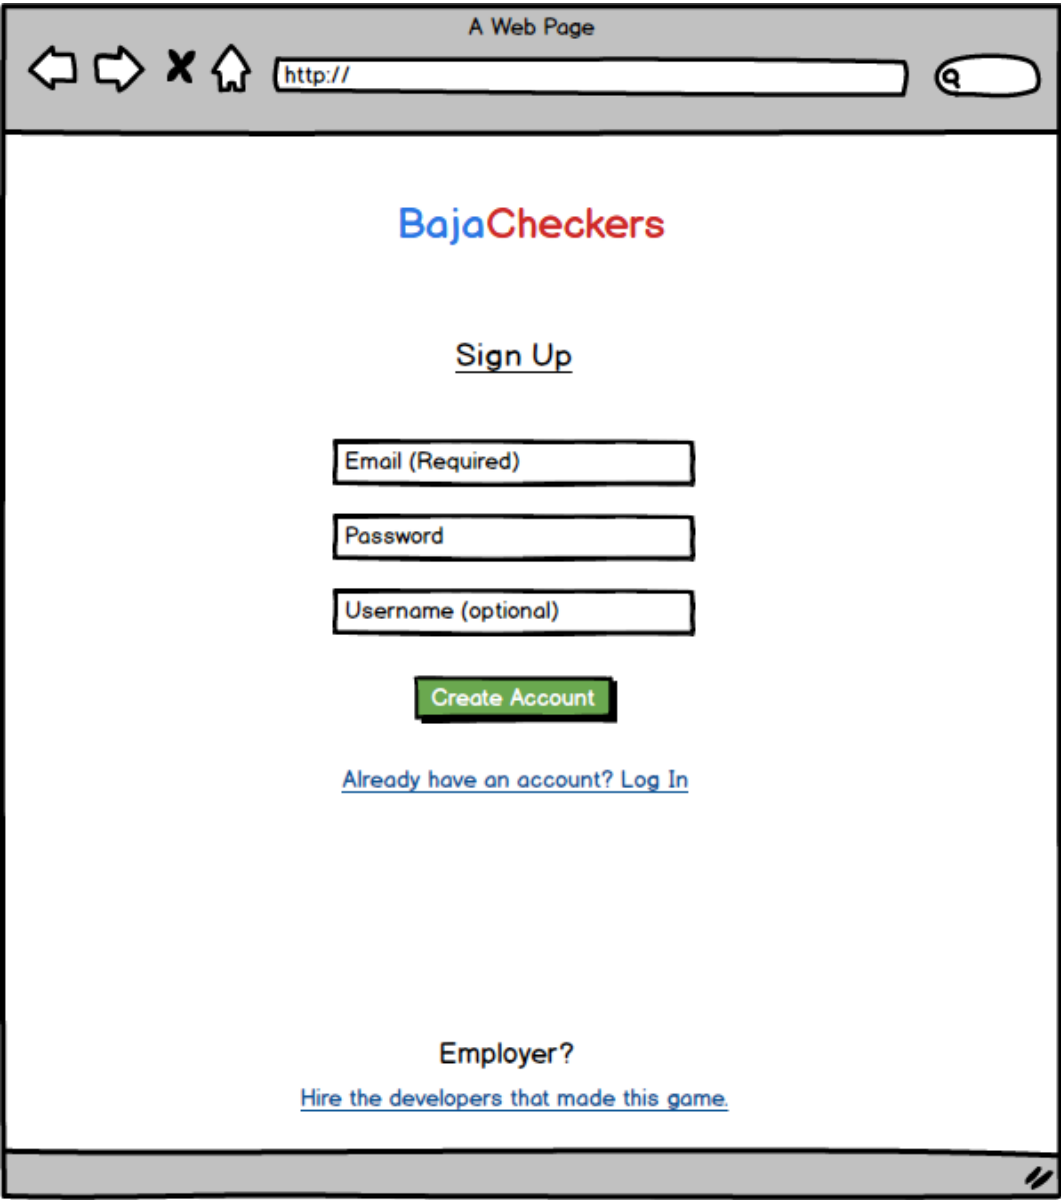 A Web Page
http://
BajaCheckers
Sign Up
Email (Required)
Password
Username (optional)
Create Account
Already have an account? Log In
Employer?
Hire the developers that made this game.